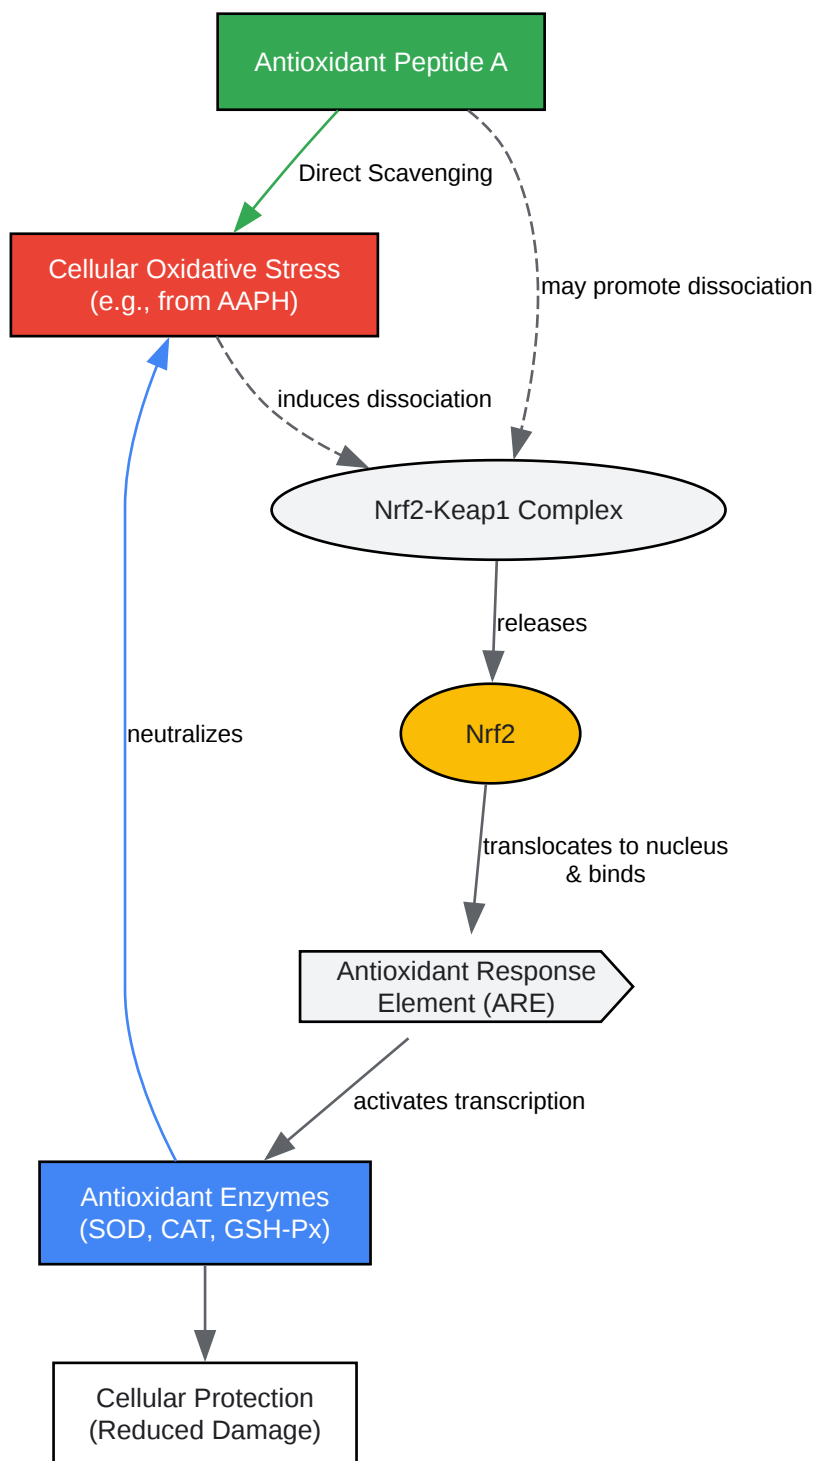 Antioxidant Peptide A
Direct Scavenging
Cellular Oxidative Stress
(e.g., from AAPH)
may promote dissociation
induces dissociation
Nrf2-Keap1 Complex
releases
Nrf2
neutralizes
translocates to nucleus
& binds
Antioxidant Response
Element (ARE)
activates transcription
Antioxidant Enzymes
(SOD, CAT, GSH-Px)
Cellular Protection
(Reduced Damage)